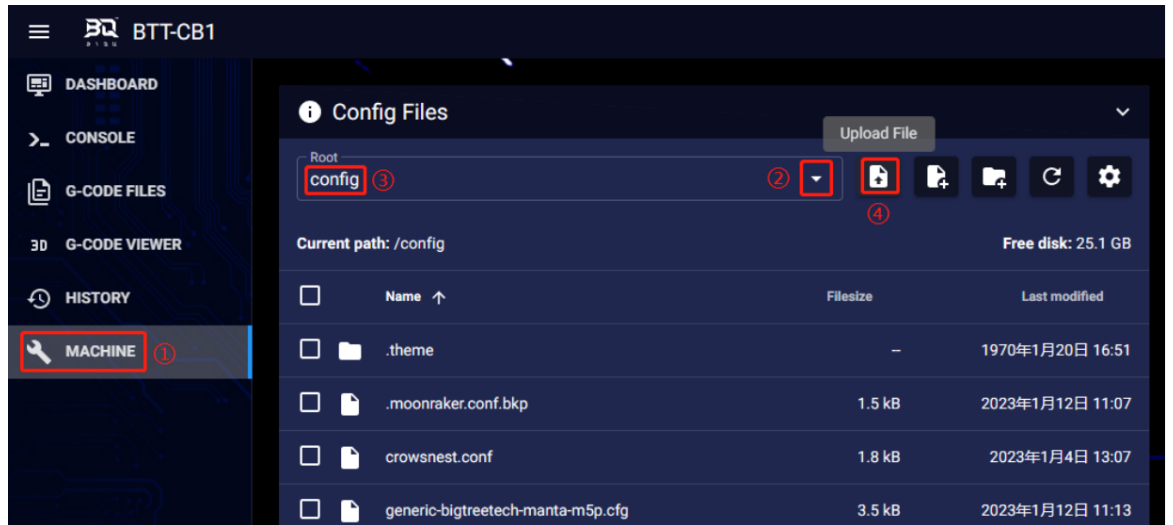 BQ BTT-CB1
DASHBOARD
CONSOLE
G-CODE FILES
3D G-CODE VIEWER
HISTORY
MACHINE ①
Config Files
Upload File
Root
config ③ ②
④
Current path: /config Free disk: 25.1 GB
Name ↑ Filesize Last modified
.theme -- 1970年1月20日 16:51
.moonraker.conf.bkp 1.5 kB 2023年1月12日 11:07
crowsnest.conf 1.8 kB 2023年1月4日 13:07
generic-bigtreetech-manta-m5p.cfg 3.5 kB 2023年1月12日 11:13